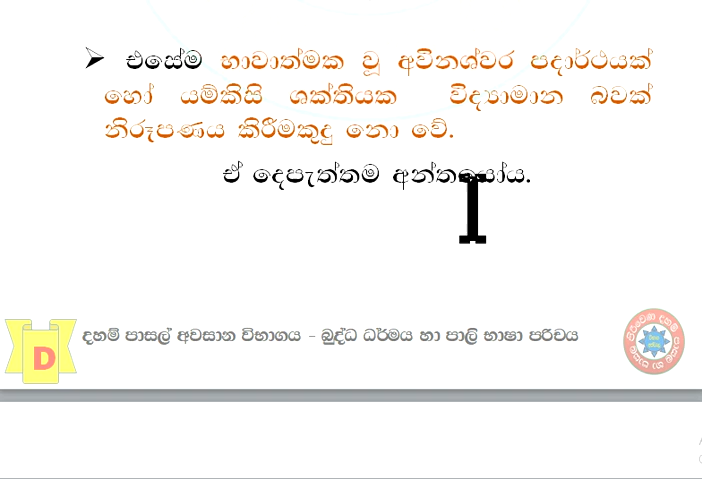 එසේම භාවාත්මක වූ අවිනශ්වර පදාර්ථයක්
හෝ යම්කිසි ශක්තියක විද්‍යාමාන බවක්
නිරූපණය කිරීමකුදු නො වේ.
ඒ දෙපැත්තම අන්තයෝය.
D
දහම් පාසල් අවසාන විභාගය - බුද්ධ ධර්මය හා පාලි භාෂා පරිචය